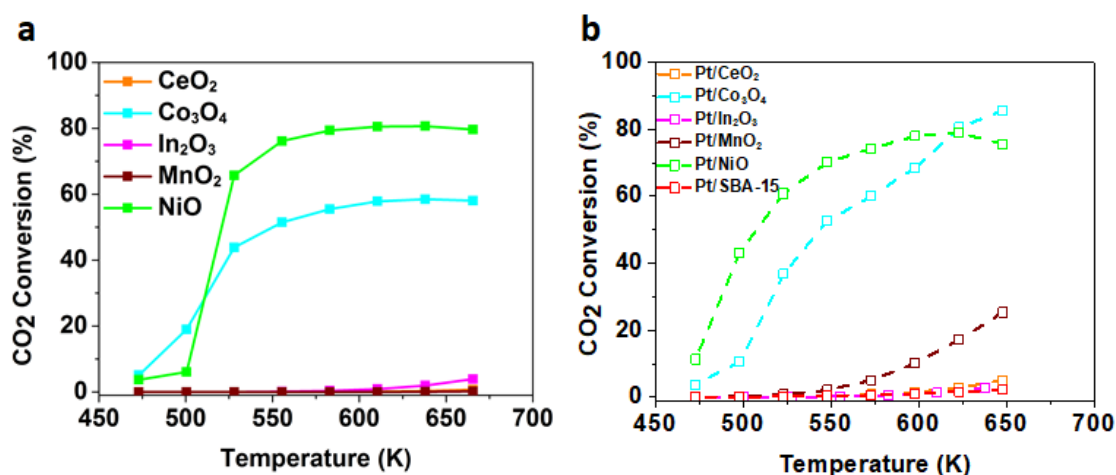 a
CO₂ Conversion (%)
100
80
60
40
20
0
CeO₂
Co₃O₄
In₂O₃
MnO₂
NiO
450 500 550 600 650 700
Temperature (K)
b
CO₂ Conversion (%)
100
80
60
40
20
0
Pt/CeO₂
Pt/Co₃O₄
Pt/In₂O₃
Pt/MnO₂
Pt/NiO
Pt/SBA-15
450 500 550 600 650 700
Temperature (K)